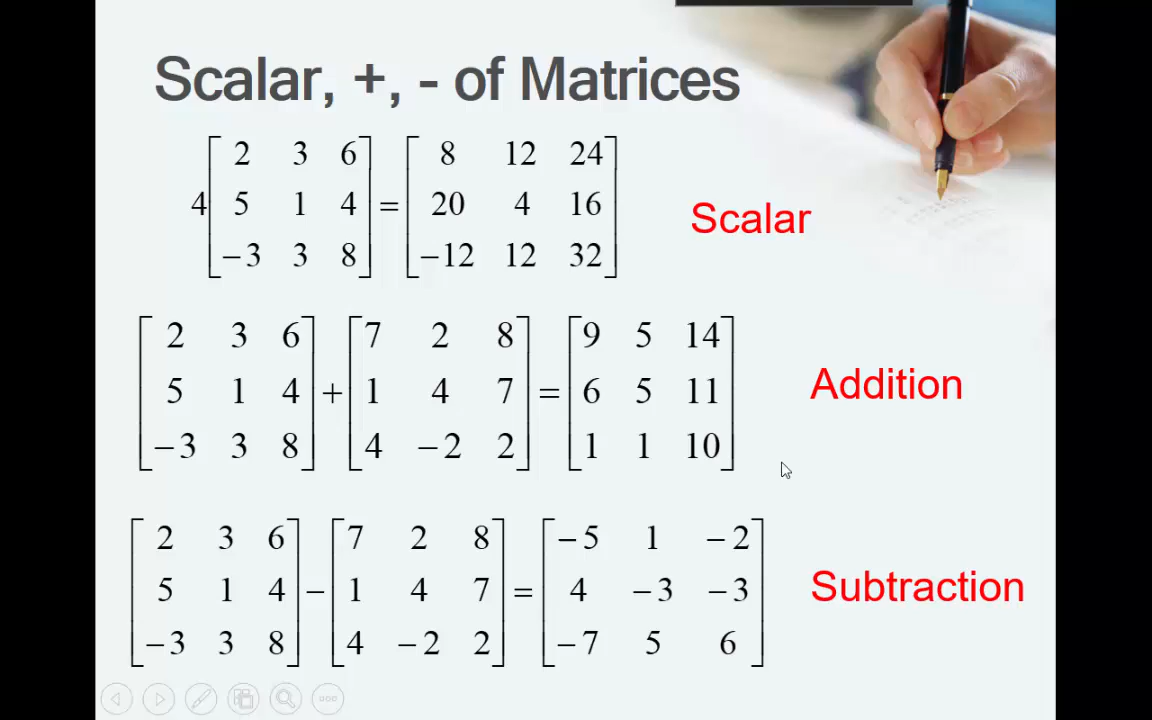 Scalar, +, - of Matrices
2 3 6 8 12 24
4 5 1 4 = 20 4 16 Scalar
−3 3 8 −12 12 32
2 3 6 7 2 8 9 5 14
5 1 4 + 1 4 7 = 6 5 11 Addition
−3 3 8 4 −2 2 1 1 10
2 3 6 7 2 8 −5 1 −2
5 1 4 − 1 4 7 = 4 −3 −3 Subtraction
−3 3 8 4 −2 2 −7 5 6